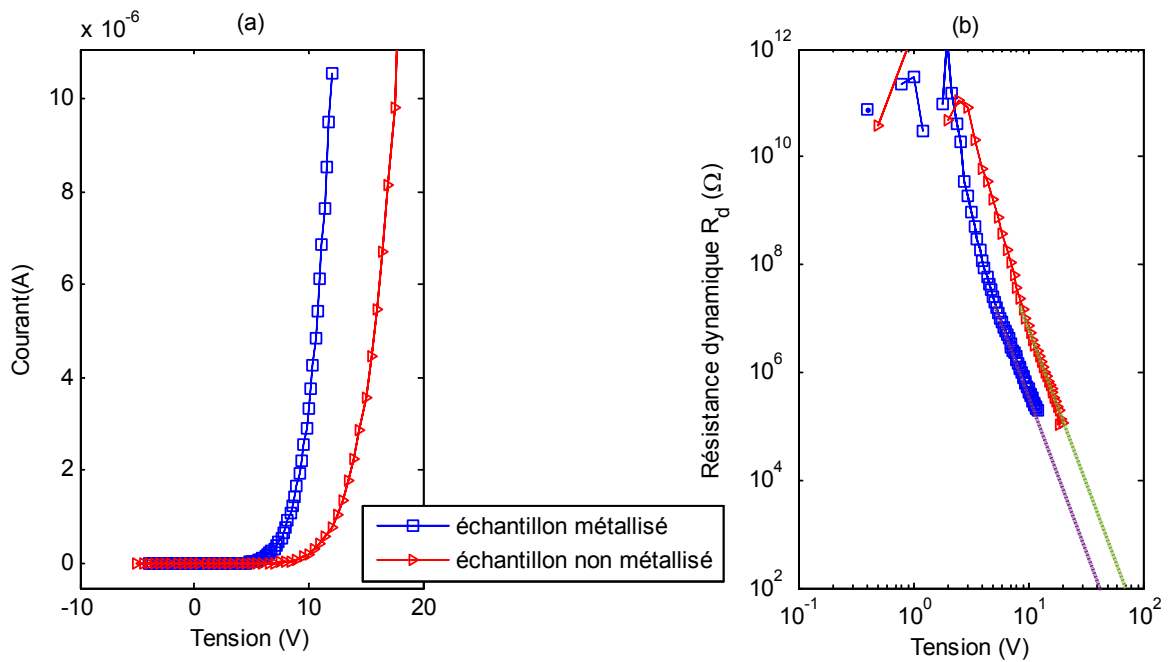 (a)
x 10^-6
10
8
6
4
2
0
-10 0 10 20
Courant(A)
Tension (V)
échantillon métallisé
échantillon non métallisé
(b)
10^12
10^10
10^8
10^6
10^4
10^2
10^-1 10^0 10^1 10^2
Résistance dynamique R_d (Ω)
Tension (V)